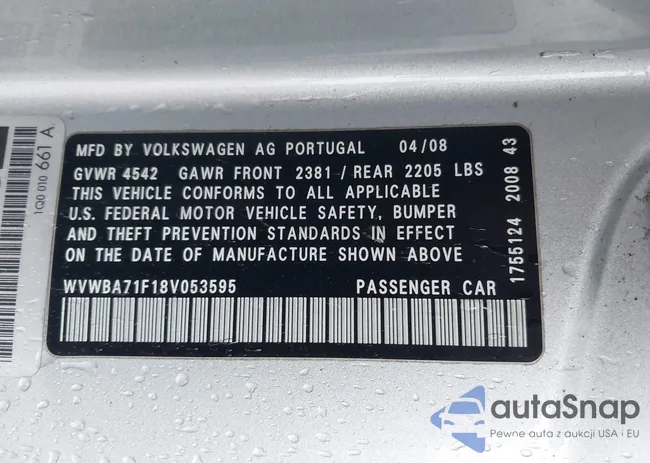 MFD BY VOLKSWAGEN AG PORTUGAL 04/08
GVWR 4542 GAWR FRONT 2381 / REAR 2205 LBS
THIS VEHICLE CONFORMS TO ALL APPLICABLE
U.S. FEDERAL MOTOR VEHICLE SAFETY, BUMPER
AND THEFT PREVENTION STANDARDS IN EFFECT
ON THE DATE OF MANUFACTURE SHOWN ABOVE
WVWBA71F18V053595 PASSENGER CAR
1755124 2008 43
1Q0 010 661 A
autoSnap
Pewne auta z aukcji USA i EU